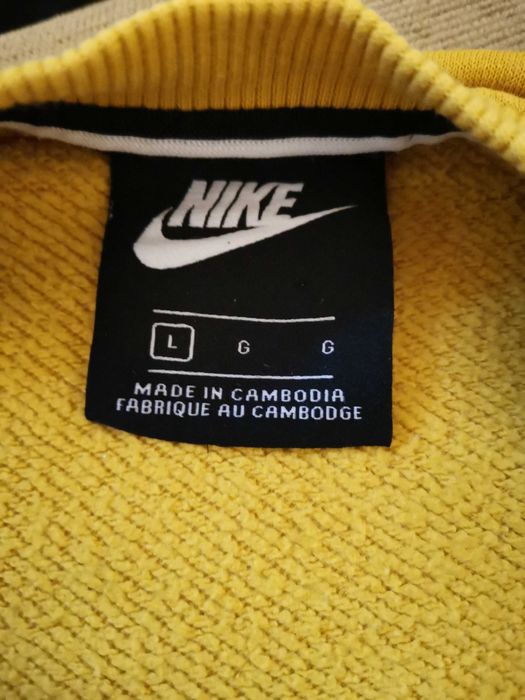 NIKE
L G G
MADE IN CAMBODIA
FABRIQUE AU CAMBODGE